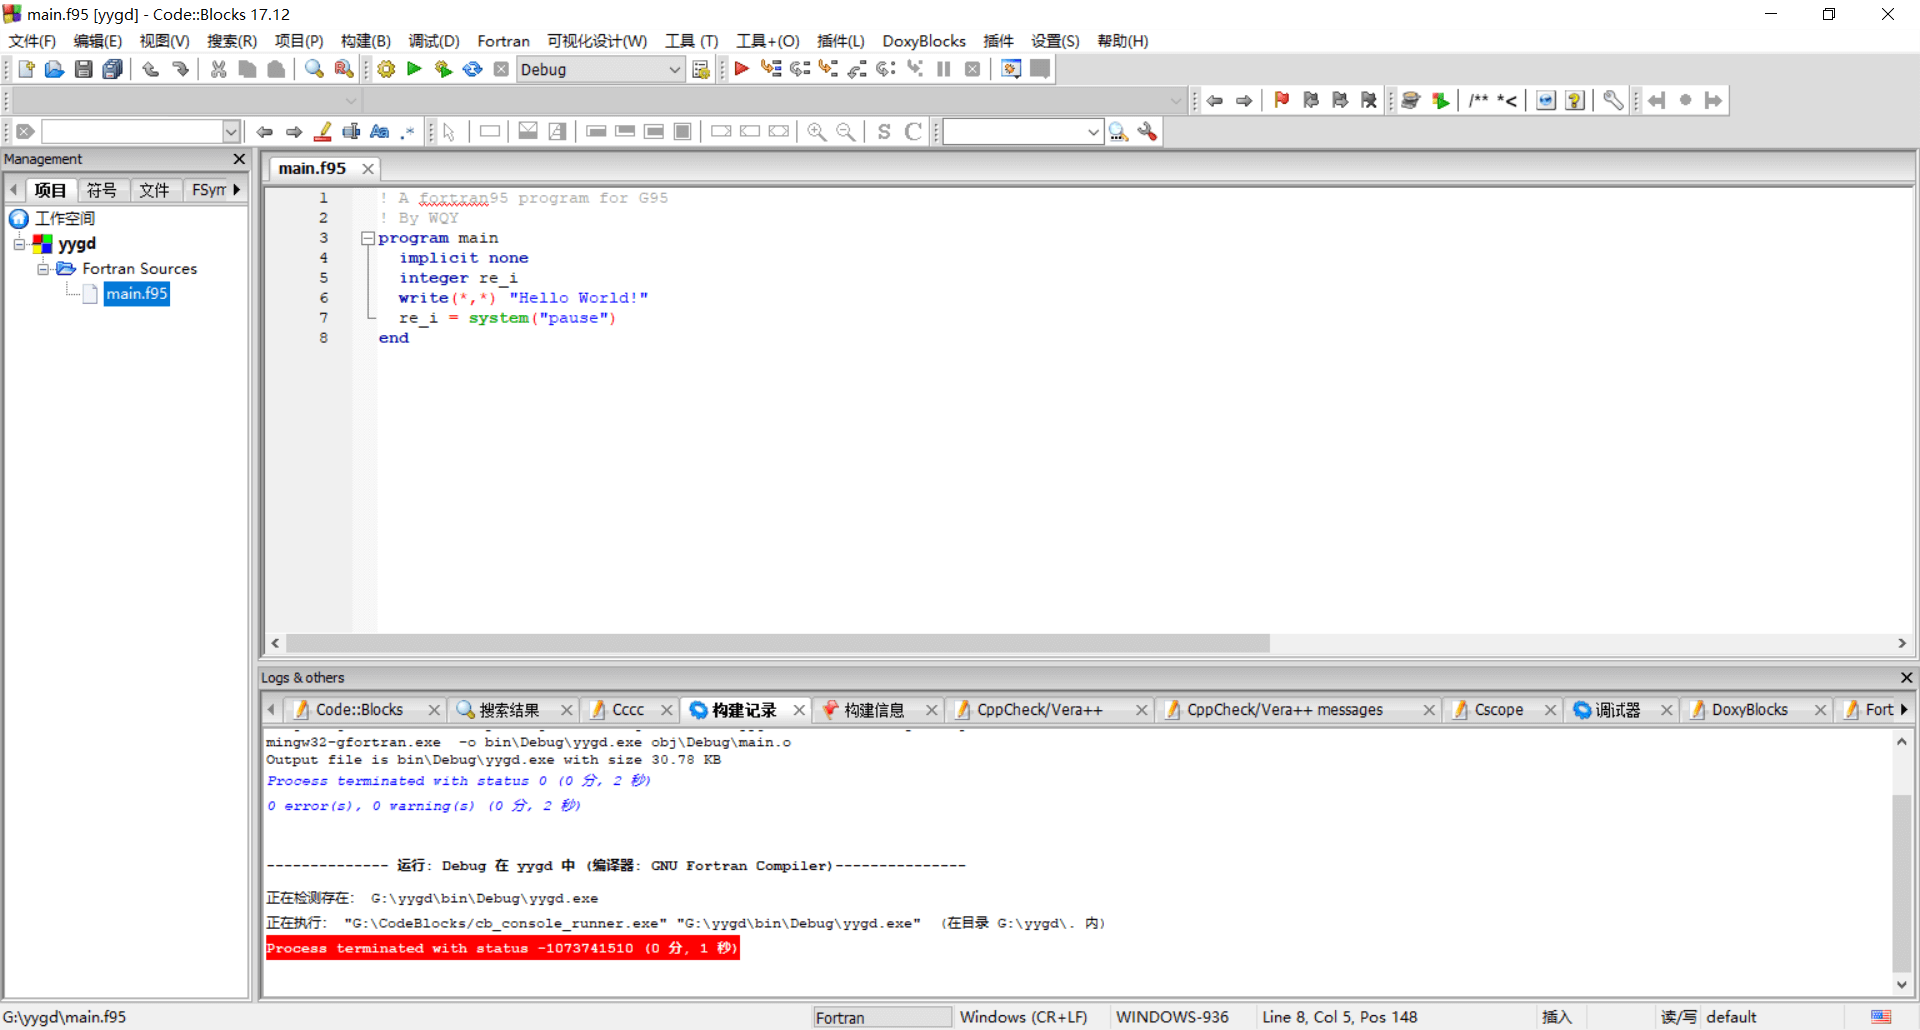 main.f95 [yygd] - Code::Blocks 17.12
文件(F) 编辑(E) 视图(V) 搜索(R) 项目(P) 构建(B) 调试(D) Fortran 可视化设计(W) 工具 (T) 工具+(O) 插件(L) DoxyBlocks 插件 设置(S) 帮助(H)
Debug
/** *<
S C
Management
项目 符号 文件 FSym
工作空间
yygd
Fortran Sources
main.f95
main.f95
1 ! A fortran95 program for G95
2 ! By WQY
3 program main
4 implicit none
5 integer re_i
6 write(*,*) "Hello World!"
7 re_i = system("pause")
8 end
Logs & others
Code::Blocks 搜索结果 Cccc 构建记录 构建信息 CppCheck/Vera++ CppCheck/Vera++ messages Cscope 调试器 DoxyBlocks Fort
mingw32-gfortran.exe  -o bin\Debug\yygd.exe obj\Debug\main.o
Output file is bin\Debug\yygd.exe with size 30.78 KB
Process terminated with status 0 (0 分, 2 秒)
0 error(s), 0 warning(s) (0 分, 2 秒)
-------------- 运行: Debug 在 yygd 中 (编译器: GNU Fortran Compiler)---------------
正在检测存在: G:\yygd\bin\Debug\yygd.exe
正在执行: "G:\CodeBlocks/cb_console_runner.exe" "G:\yygd\bin\Debug\yygd.exe" (在目录 G:\yygd\. 内)
Process terminated with status -1073741510 (0 分, 1 秒)
G:\yygd\main.f95 Fortran Windows (CR+LF) WINDOWS-936 Line 8, Col 5, Pos 148 插入 读/写 default